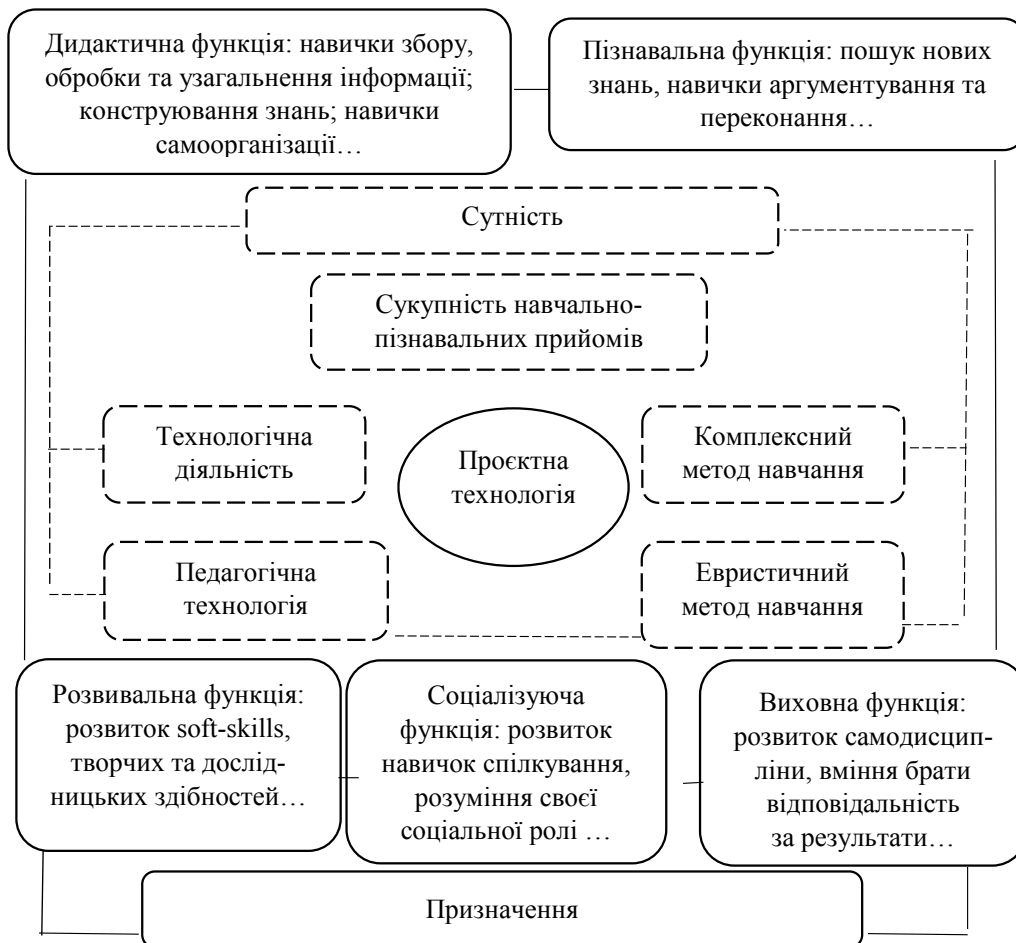 Дидактична функція: навички збору,
обробки та узагальнення інформації;
конструювання знань; навички
самоорганізації…
Пізнавальна функція: пошук нових
знань, навички аргументування та
переконання…
Сутність
Сукупність навчально-
пізнавальних прийомів
Технологічна
діяльність
Проєктна
технологія
Комплексний
метод навчання
Педагогічна
технологія
Евристичний
метод навчання
Розвивальна функція:
розвиток soft-skills,
творчих та дослід-
ницьких здібностей…
Соціалізуюча
функція: розвиток
навичок спілкування,
розуміння своєї
соціальної ролі …
Виховна функція:
розвиток самодисцип-
ліни, вміння брати
відповідальність
за результати…
Призначення